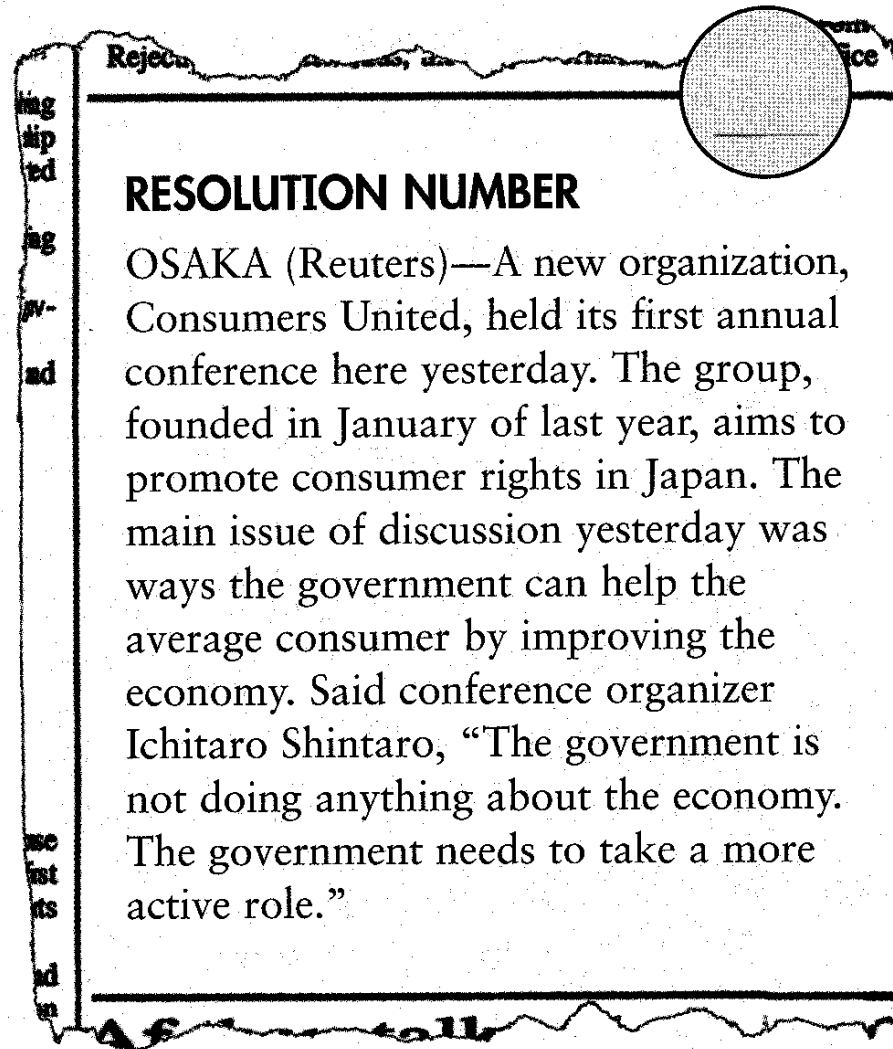 RESOLUTION NUMBER
OSAKA (Reuters)—A new organization,
Consumers United, held its first annual
conference here yesterday. The group,
founded in January of last year, aims to
promote consumer rights in Japan. The
main issue of discussion yesterday was
ways the government can help the
average consumer by improving the
economy. Said conference organizer
Ichitaro Shintaro, “The government is
not doing anything about the economy.
The government needs to take a more
active role.”